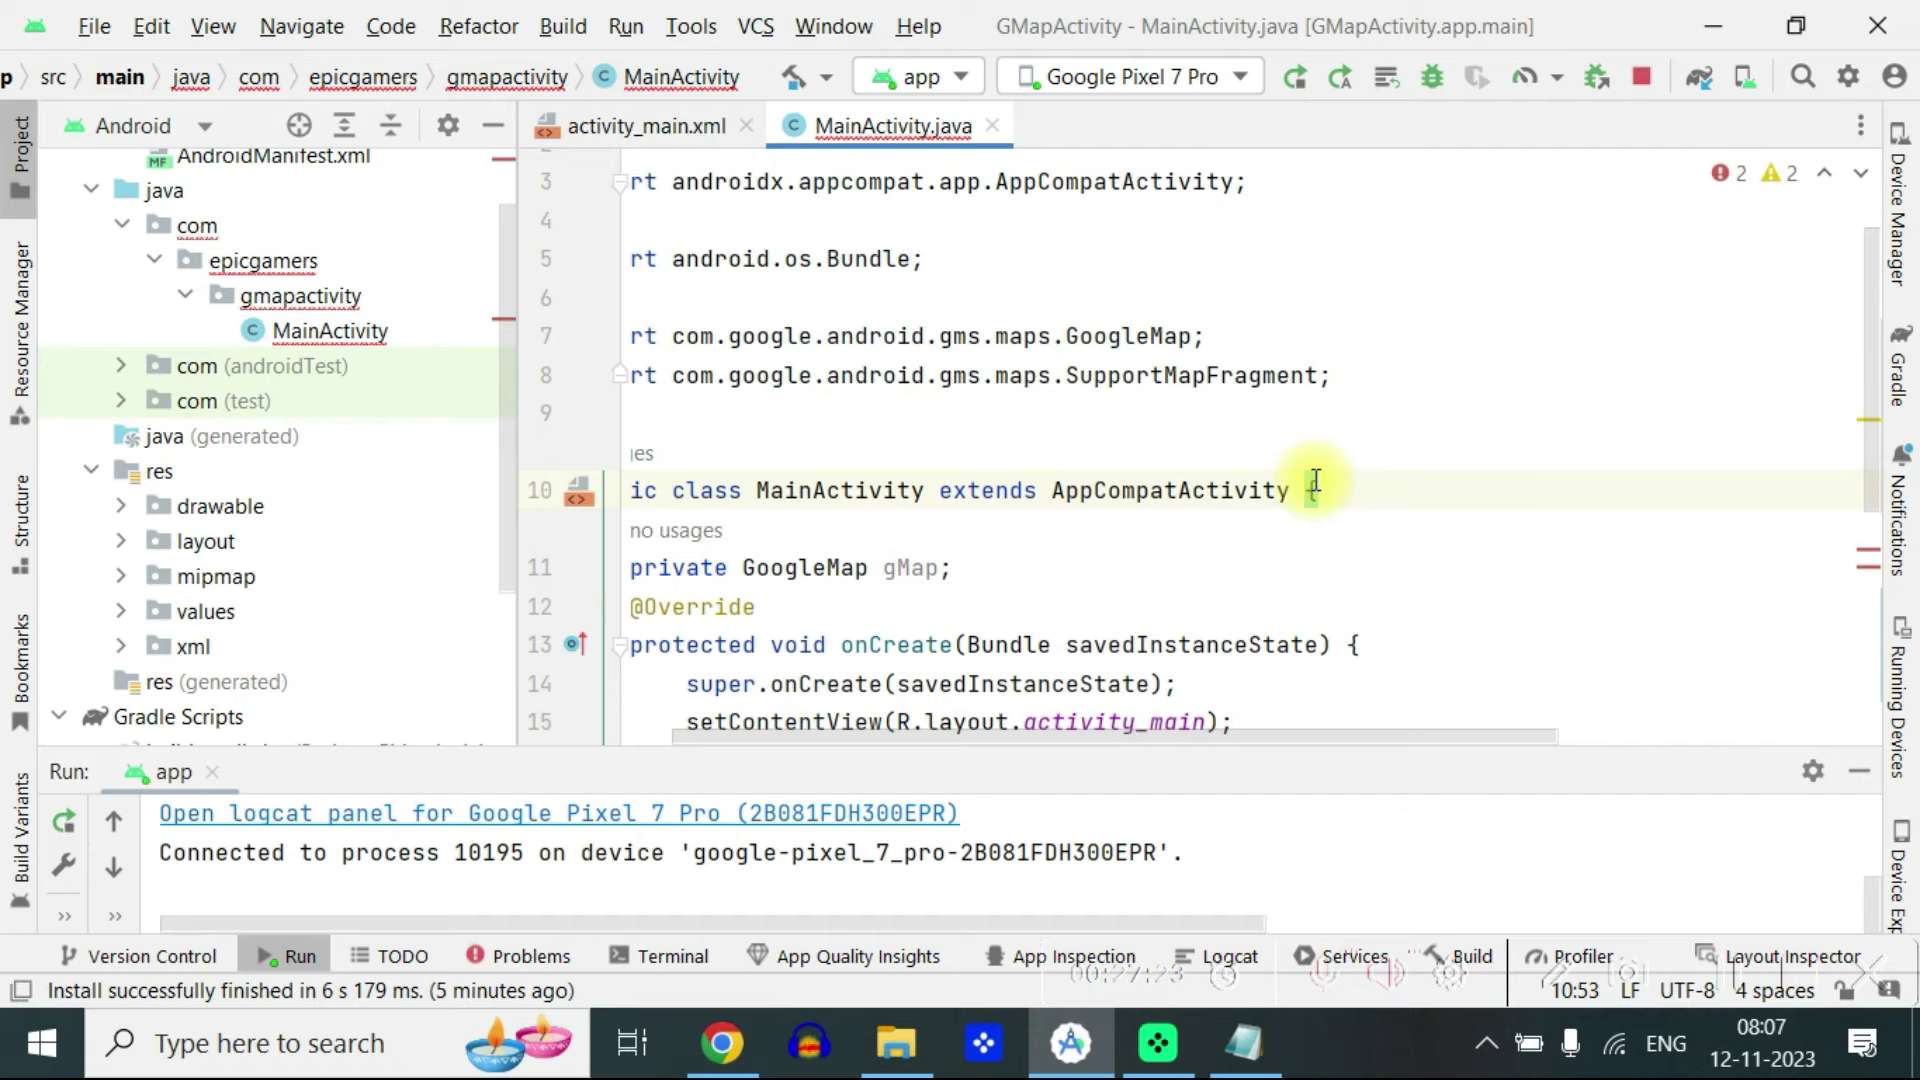 File Edit View Navigate Code Refactor Build Run Tools VCS Window Help GMapActivity - MainActivity.java [GMapActivity.app.main]
p src main java com epicgamers gmapactivity MainActivity app Google Pixel 7 Pro
Project
Resource Manager
Structure
Bookmarks
Build Variants
Android
AndroidManifest.xml
java
com
epicgamers
gmapactivity
MainActivity
com (androidTest)
com (test)
java (generated)
res
drawable
layout
mipmap
values
xml
res (generated)
Gradle Scripts
activity_main.xml MainActivity.java
2 2
3 rt androidx.appcompat.app.AppCompatActivity;
4
5 rt android.os.Bundle;
6
7 rt com.google.android.gms.maps.GoogleMap;
8 rt com.google.android.gms.maps.SupportMapFragment;
9
es
10 ic class MainActivity extends AppCompatActivity {
no usages
11 private GoogleMap gMap;
12 @Override
13 protected void onCreate(Bundle savedInstanceState) {
14 super.onCreate(savedInstanceState);
15 setContentView(R.layout.activity_main);
Device Manager
Gradle
Notifications
Running Devices
Device Exp
Run: app
Open logcat panel for Google Pixel 7 Pro (2B081FDH300EPR)
Connected to process 10195 on device 'google-pixel_7_pro-2B081FDH300EPR'.
Version Control Run TODO Problems Terminal App Quality Insights App Inspection Logcat Services Build Profiler Layout Inspector
00:27:23
Install successfully finished in 6 s 179 ms. (5 minutes ago) 10:53 LF UTF-8 4 spaces
Type here to search ENG 08:07
12-11-2023